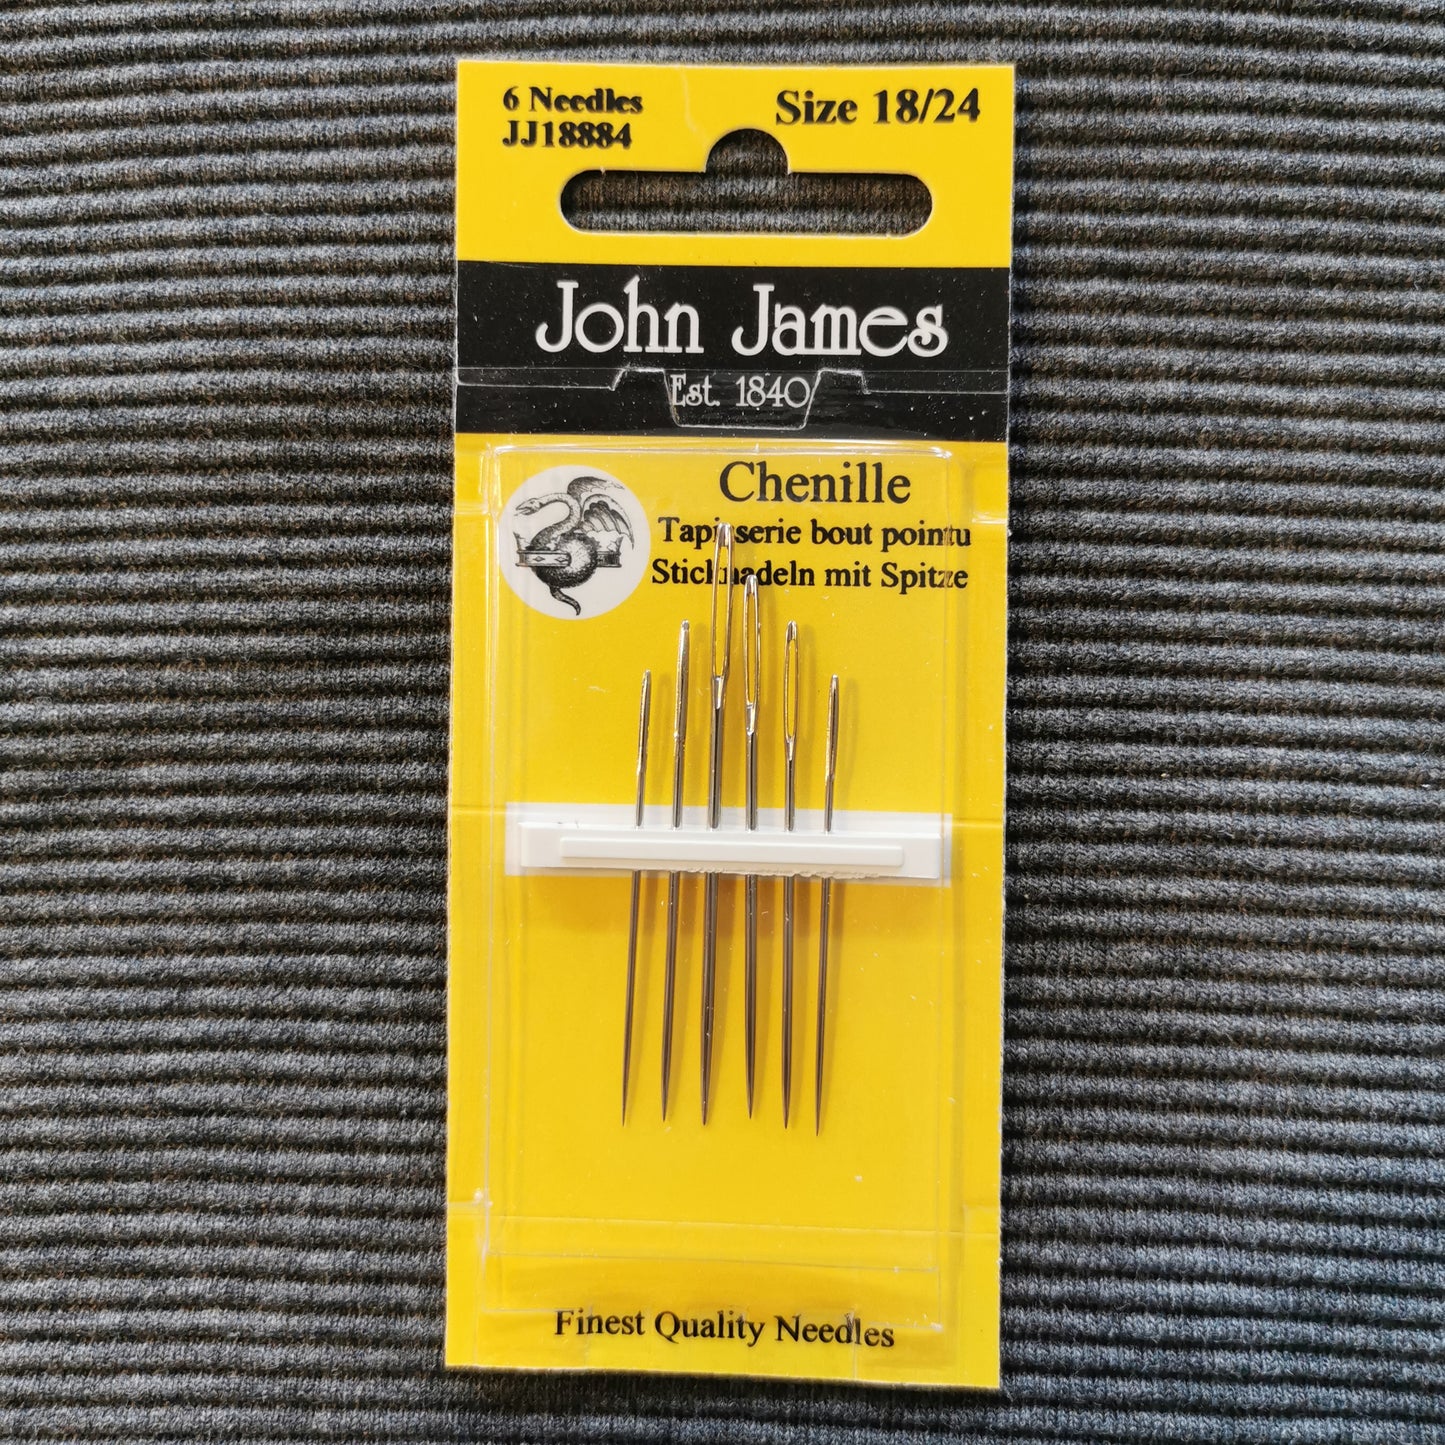 6 Needles
JJ18884
Size 18/24
John James
Est. 1840
Chenille
Tapisserie bout pointu
Sticknadeln mit Spitze
Finest Quality Needles